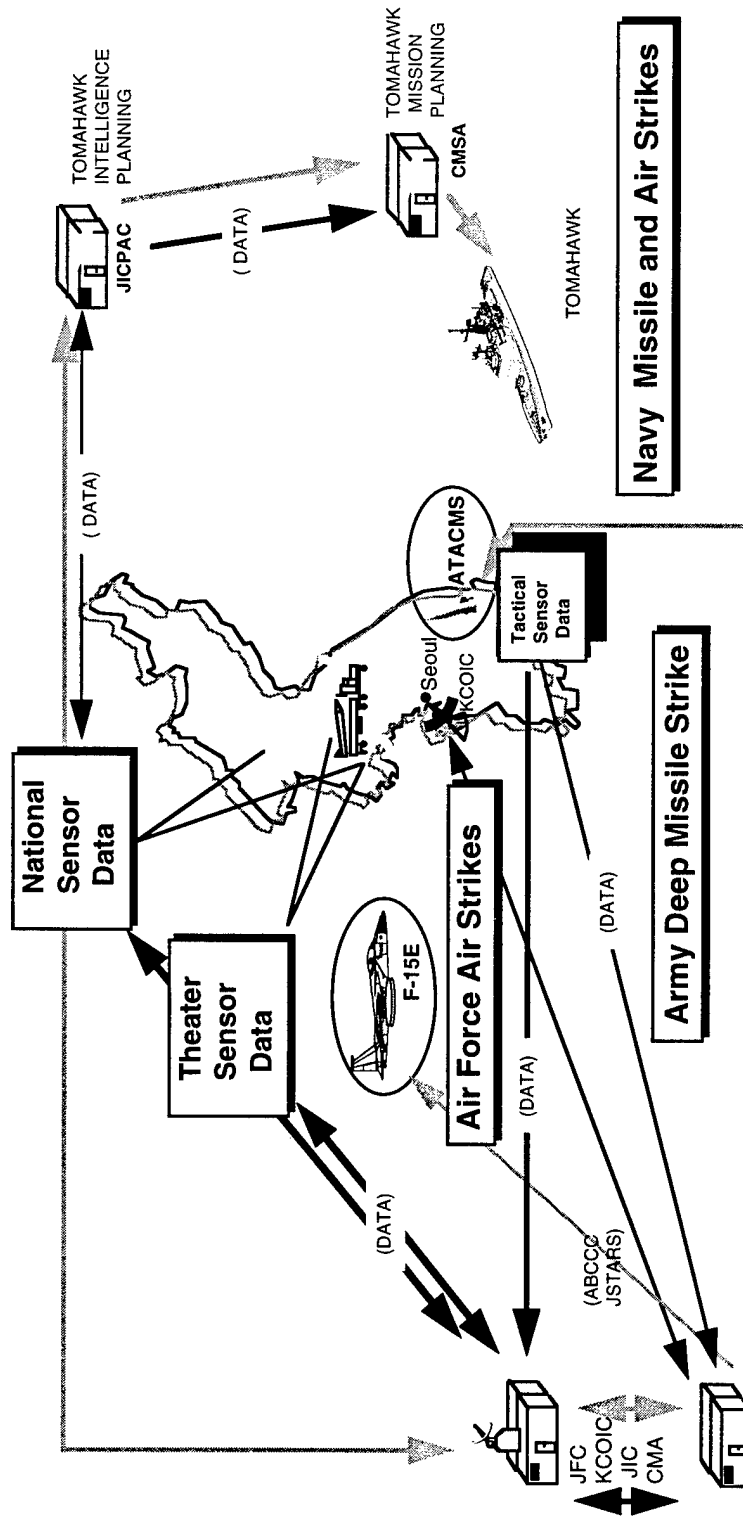 TOMAHAWK
INTELLIGENCE
PLANNING
JICPAC
( DATA)
TOMAHAWK
MISSION
PLANNING
CMSA
( DATA)
TOMAHAWK
Navy Missile and Air Strikes
National
Sensor
Data
Theater
Sensor
Data
Seoul
KCOIC
ATACMS
Tactical
Sensor
Data
F-15E
Air Force Air Strikes
Army Deep Missile Strike
(DATA)
(DATA)
(DATA)
(ABCCC
JSTARS)
JFC
KCOIC
JIC
CMA